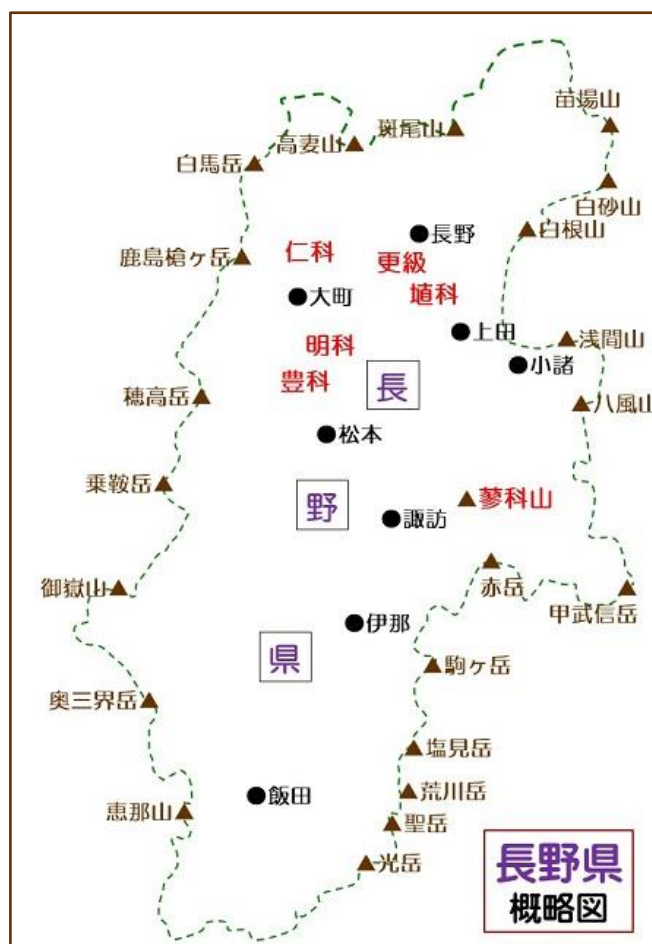 苗場山
斑尾山
高妻山
白馬岳
白砂山
白根山
長野
仁科
更級
鹿島槍ヶ岳
大町
埴科
上田
浅間山
明科
小諸
豊科
長
穂高岳
八風山
松本
乗鞍岳
野
蓼科山
諏訪
御嶽山
赤岳
甲武信岳
伊那
県
駒ヶ岳
奥三界岳
塩見岳
飯田
荒川岳
恵那山
聖岳
光岳
長野県
概略図